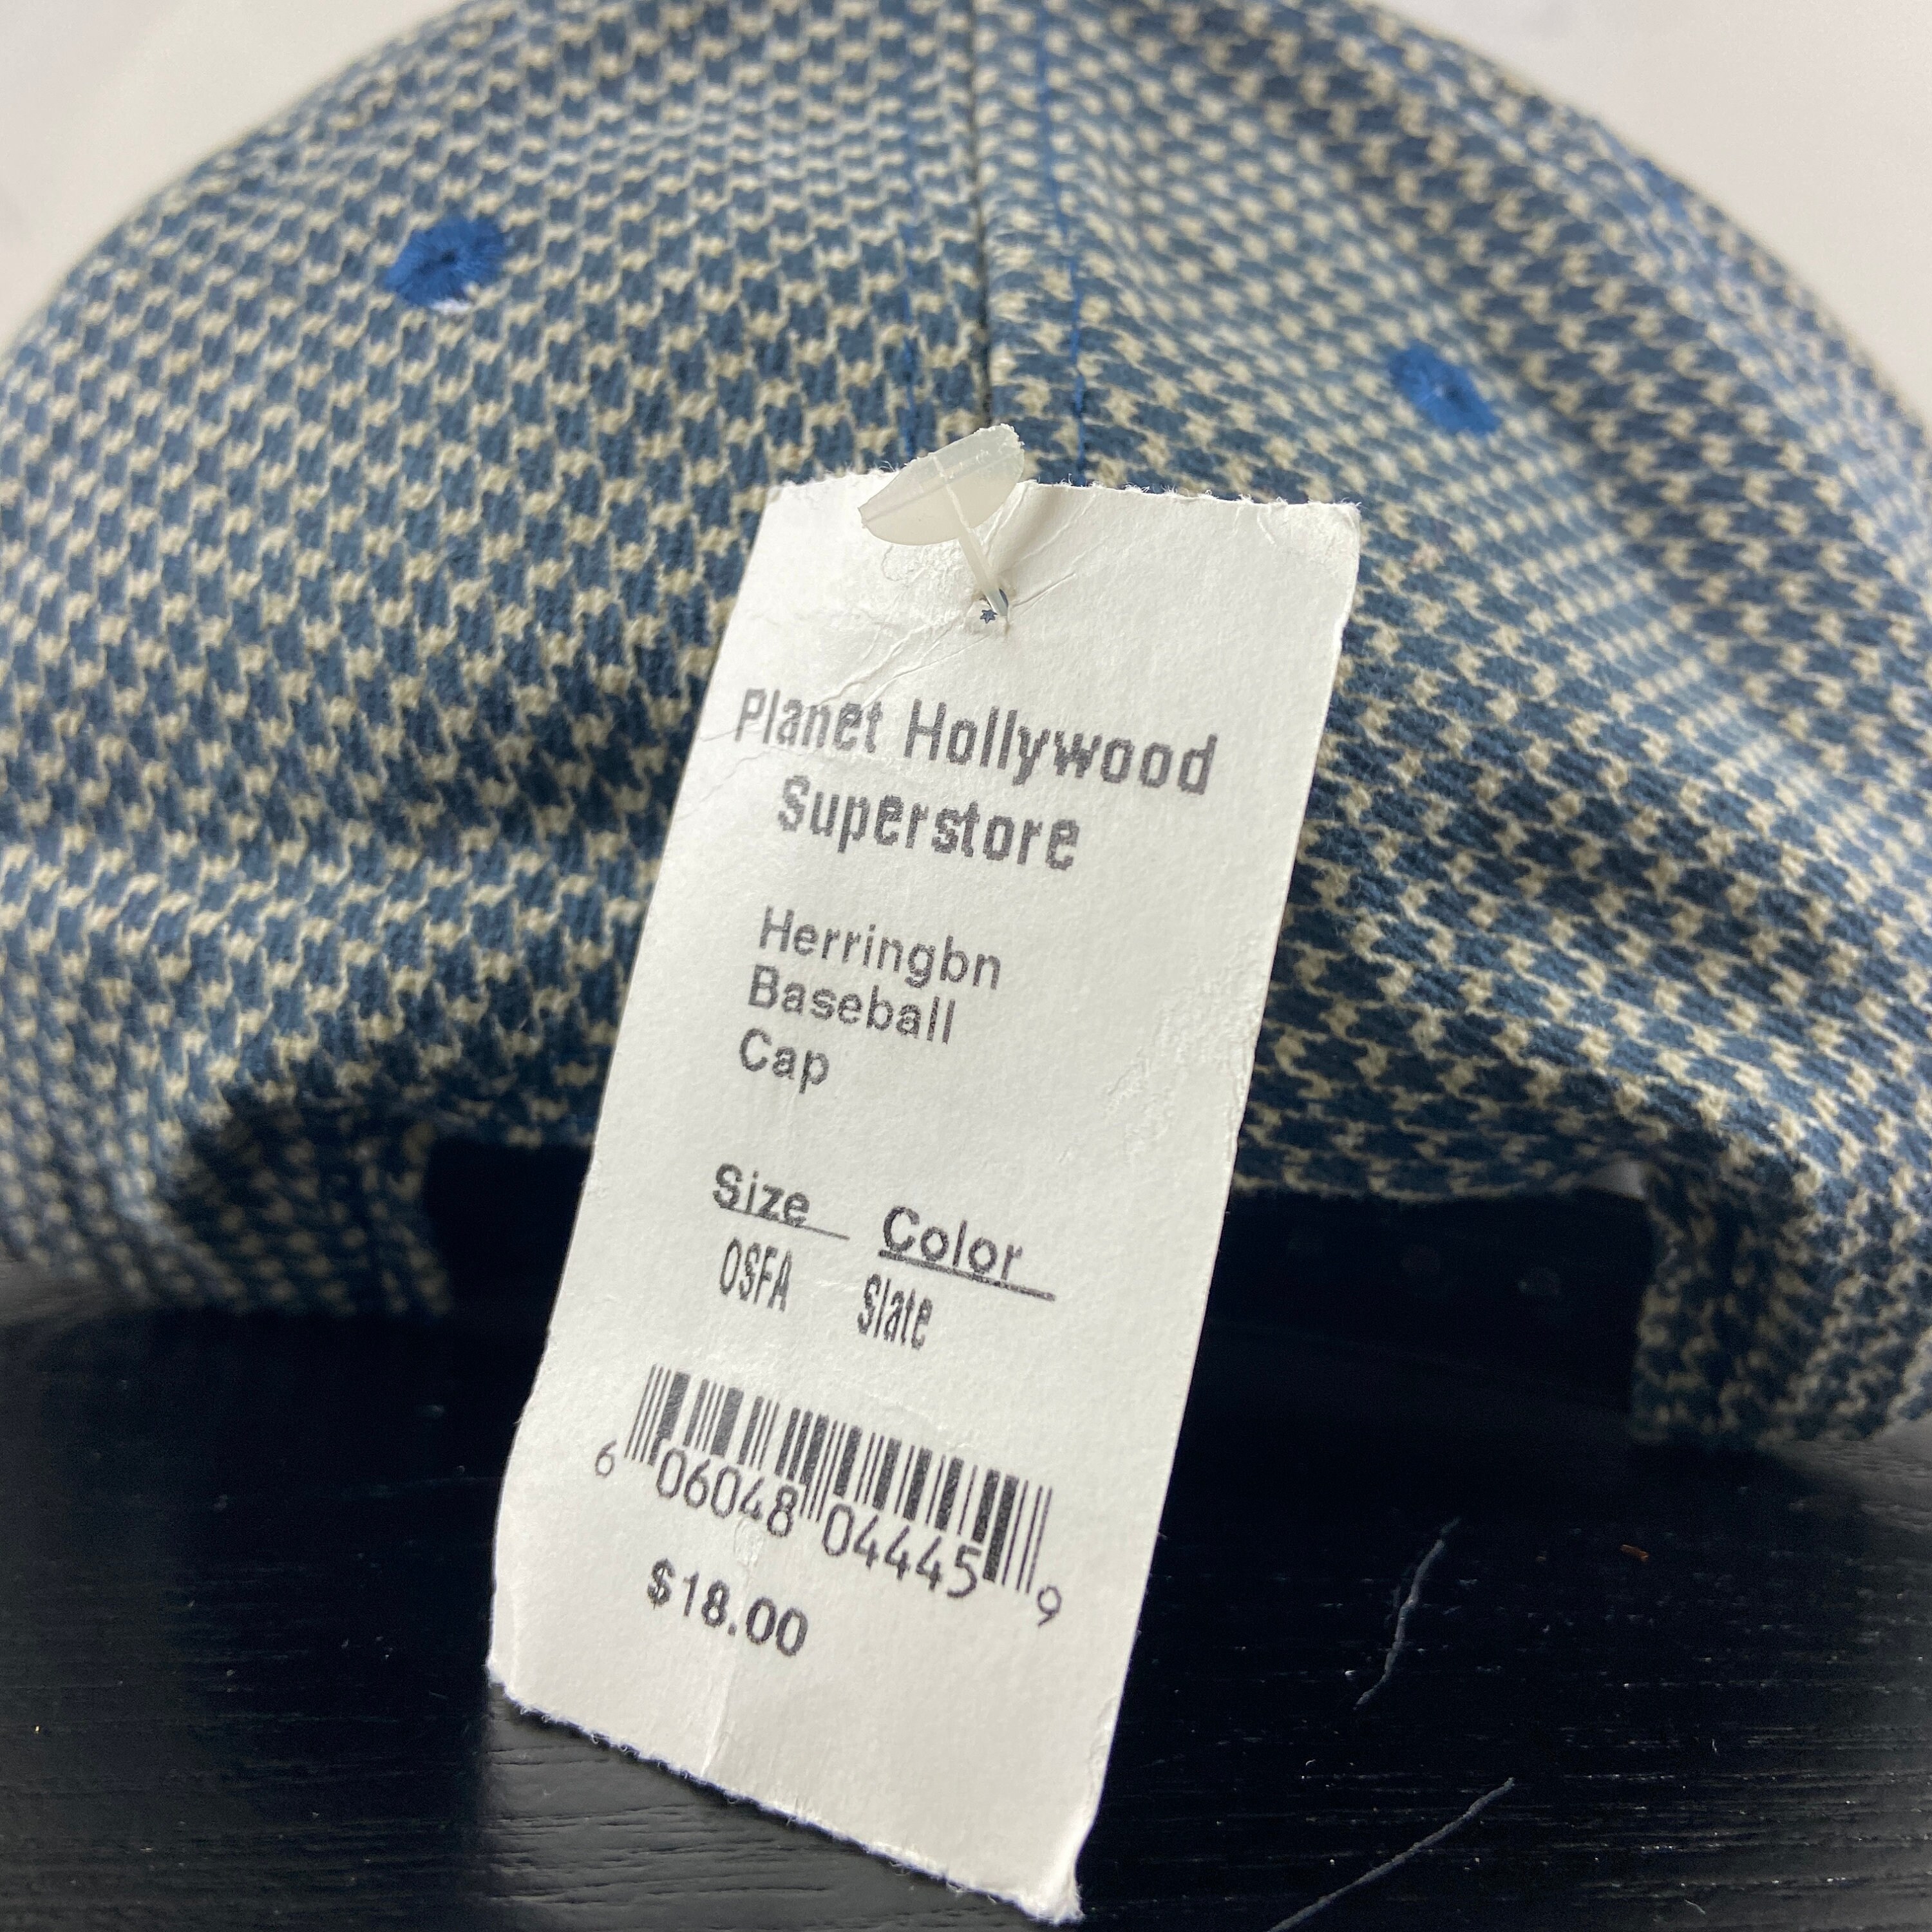 Planet Hollywood
Superstore
Herringbn
Baseball
Cap
Size Color
OSFA Slate
6 06048 04445 9
$18.00